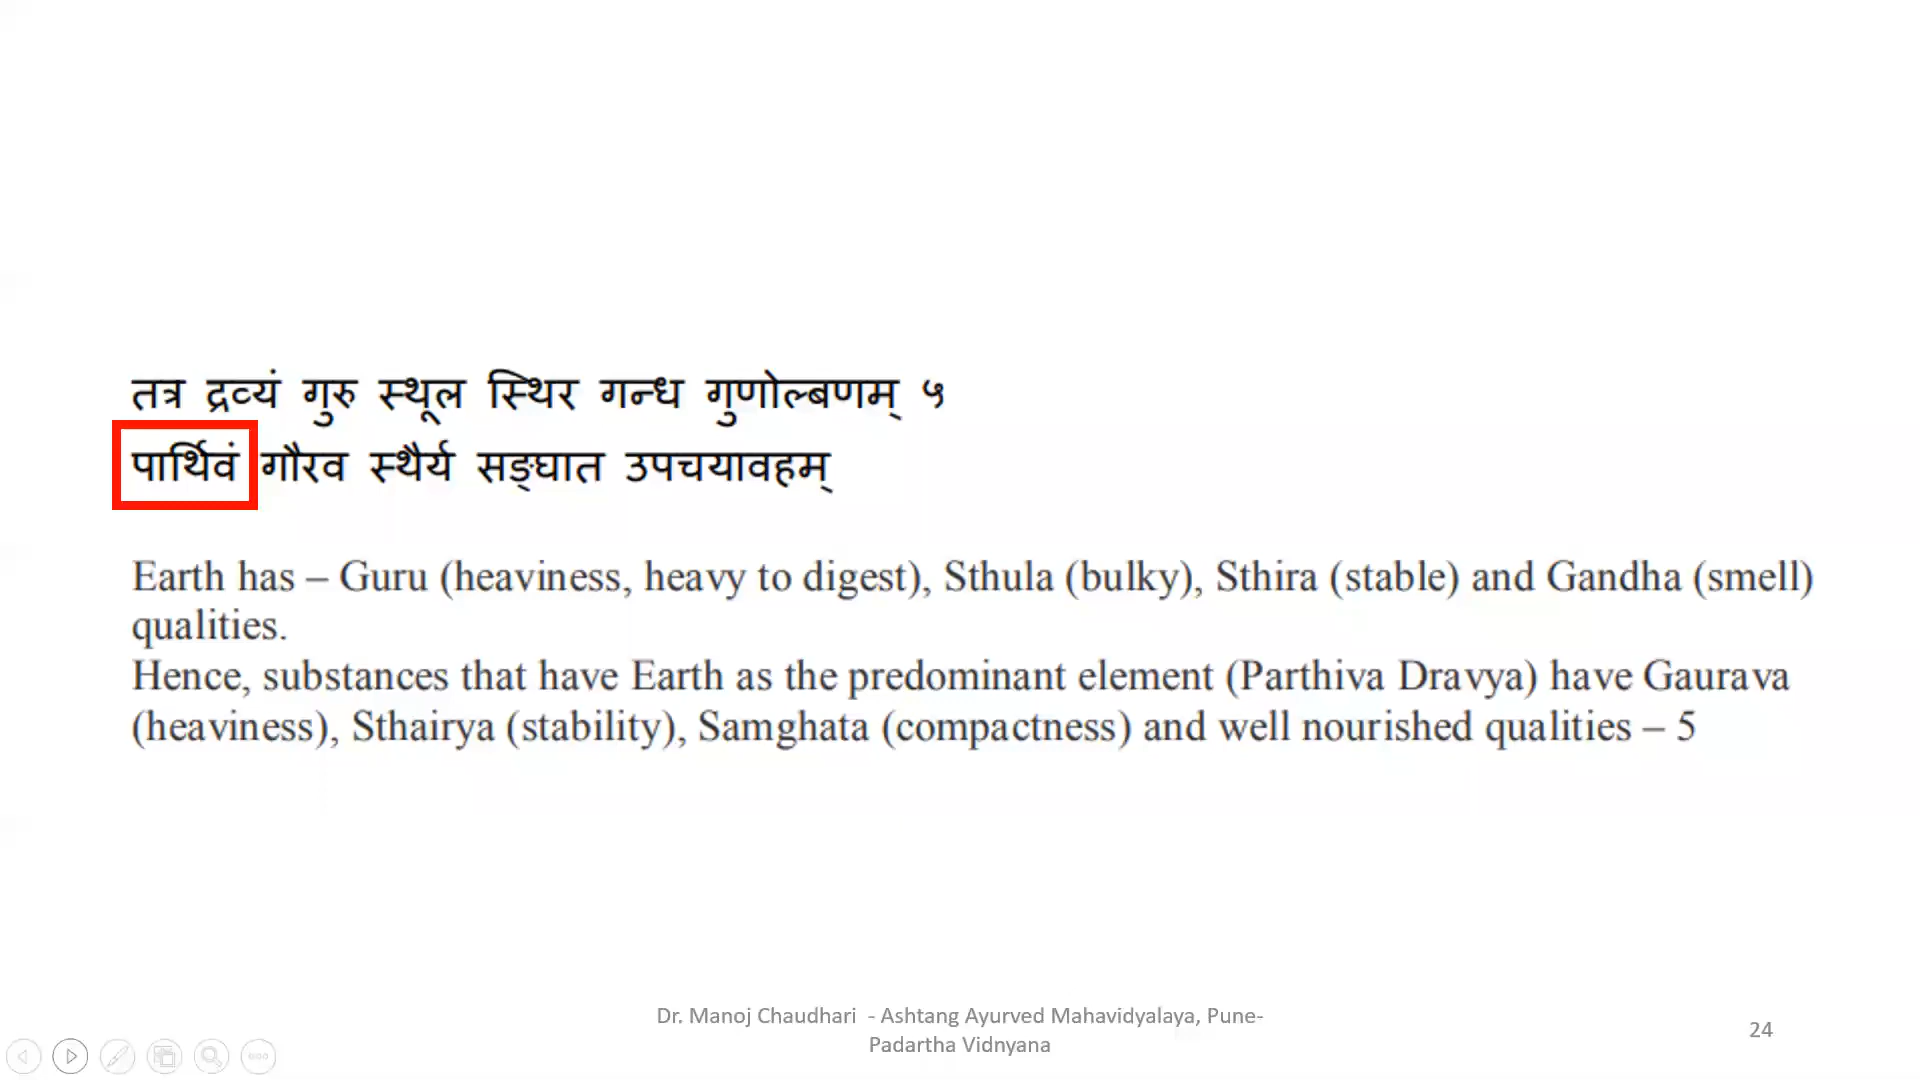 तत्र द्रव्यं गुरु स्थूल स्थिर गन्ध गुणोल्बणम् ५
पार्थिवं गौरव स्थैर्य सङ्घात उपचयावहम्
Earth has – Guru (heaviness, heavy to digest), Sthula (bulky), Sthira (stable) and Gandha (smell)
qualities.
Hence, substances that have Earth as the predominant element (Parthiva Dravya) have Gaurava
(heaviness), Sthairya (stability), Samghata (compactness) and well nourished qualities – 5
Dr. Manoj Chaudhari - Ashtang Ayurved Mahavidyalaya, Pune-
Padartha Vidnyana
24